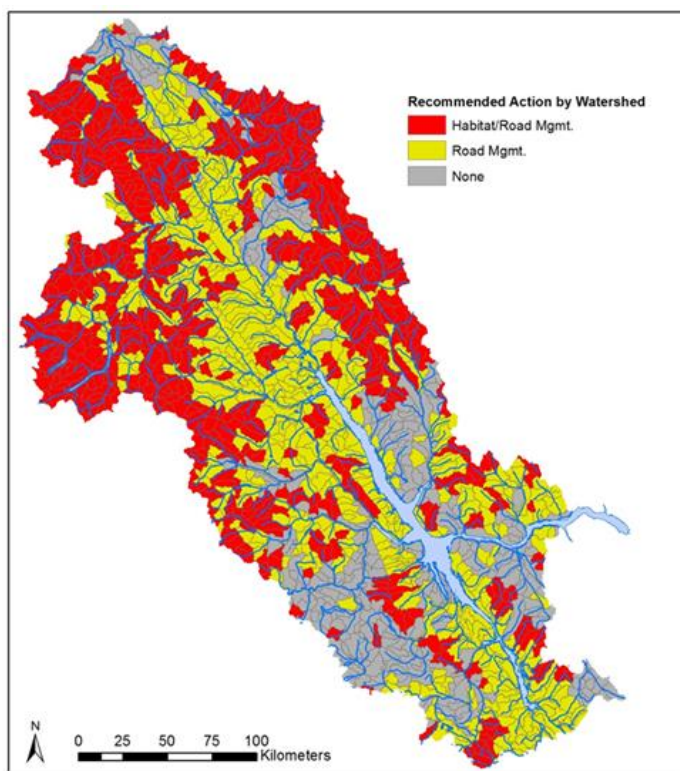 Recommended Action by Watershed
Habitat/Road Mgmt.
Road Mgmt.
None
N
0 25 50 75 100
Kilometers